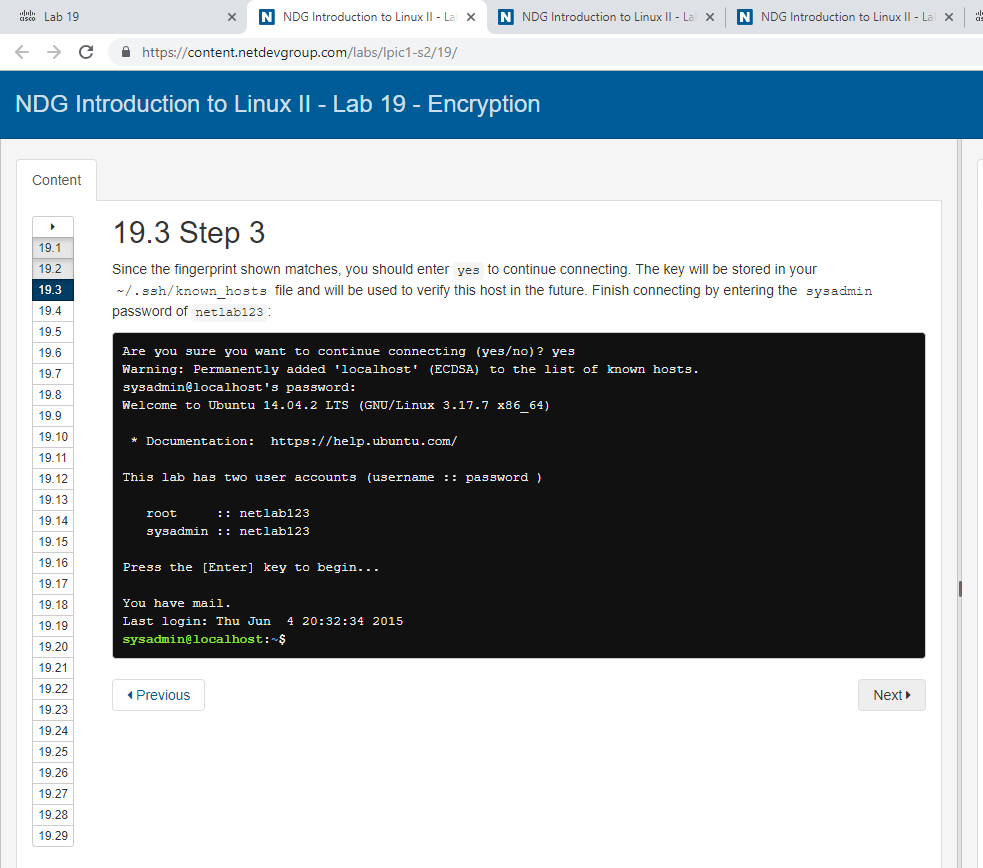 Lab 19
NDG Introduction to Linux II - La
NDG Introduction to Linux II - La
NDG Introduction to Linux II - La
https://content.netdevgroup.com/labs/lpic1-s2/19/
NDG Introduction to Linux II - Lab 19 - Encryption
Content
19.1
19.2
19.3
19.4
19.5
19.6
19.7
19.8
19.9
19.10
19.11
19.12
19.13
19.14
19.15
19.16
19.17
19.18
19.19
19.20
19.21
19.22
19.23
19.24
19.25
19.26
19.27
19.28
19.29
19.3 Step 3
Since the fingerprint shown matches, you should enter yes to continue connecting. The key will be stored in your
~/.ssh/known_hosts file and will be used to verify this host in the future. Finish connecting by entering the sysadmin
password of netlab123:
Are you sure you want to continue connecting (yes/no)? yes
Warning: Permanently added 'localhost' (ECDSA) to the list of known hosts.
sysadmin@localhost's password:
Welcome to Ubuntu 14.04.2 LTS (GNU/Linux 3.17.7 x86_64)
* Documentation: https://help.ubuntu.com/
This lab has two user accounts (username :: password )
root :: netlab123
sysadmin :: netlab123
Press the [Enter] key to begin...
You have mail.
Last login: Thu Jun 4 20:32:34 2015
sysadmin@localhost:~$
Previous
Next